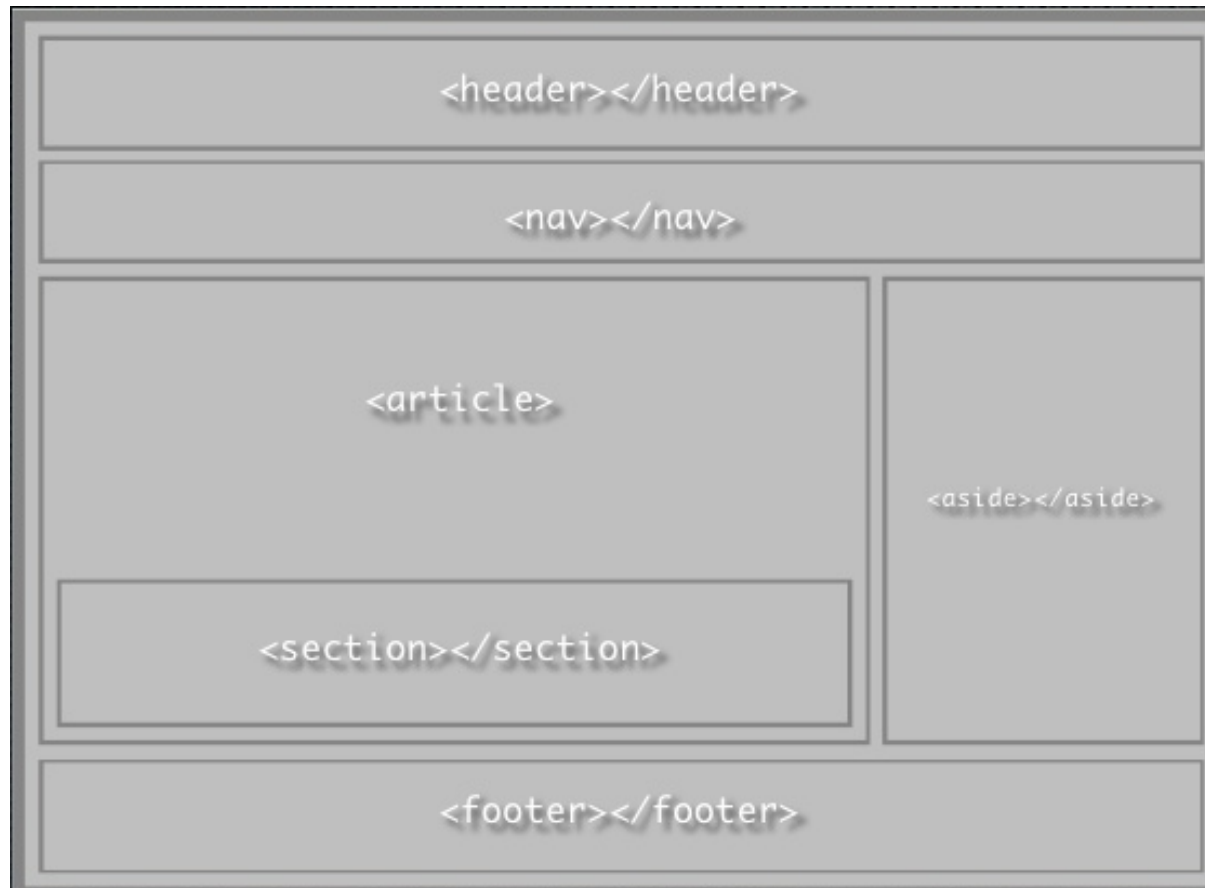 <header></header>
<nav></nav>
<article>
<aside></aside>
<section></section>
<footer></footer>